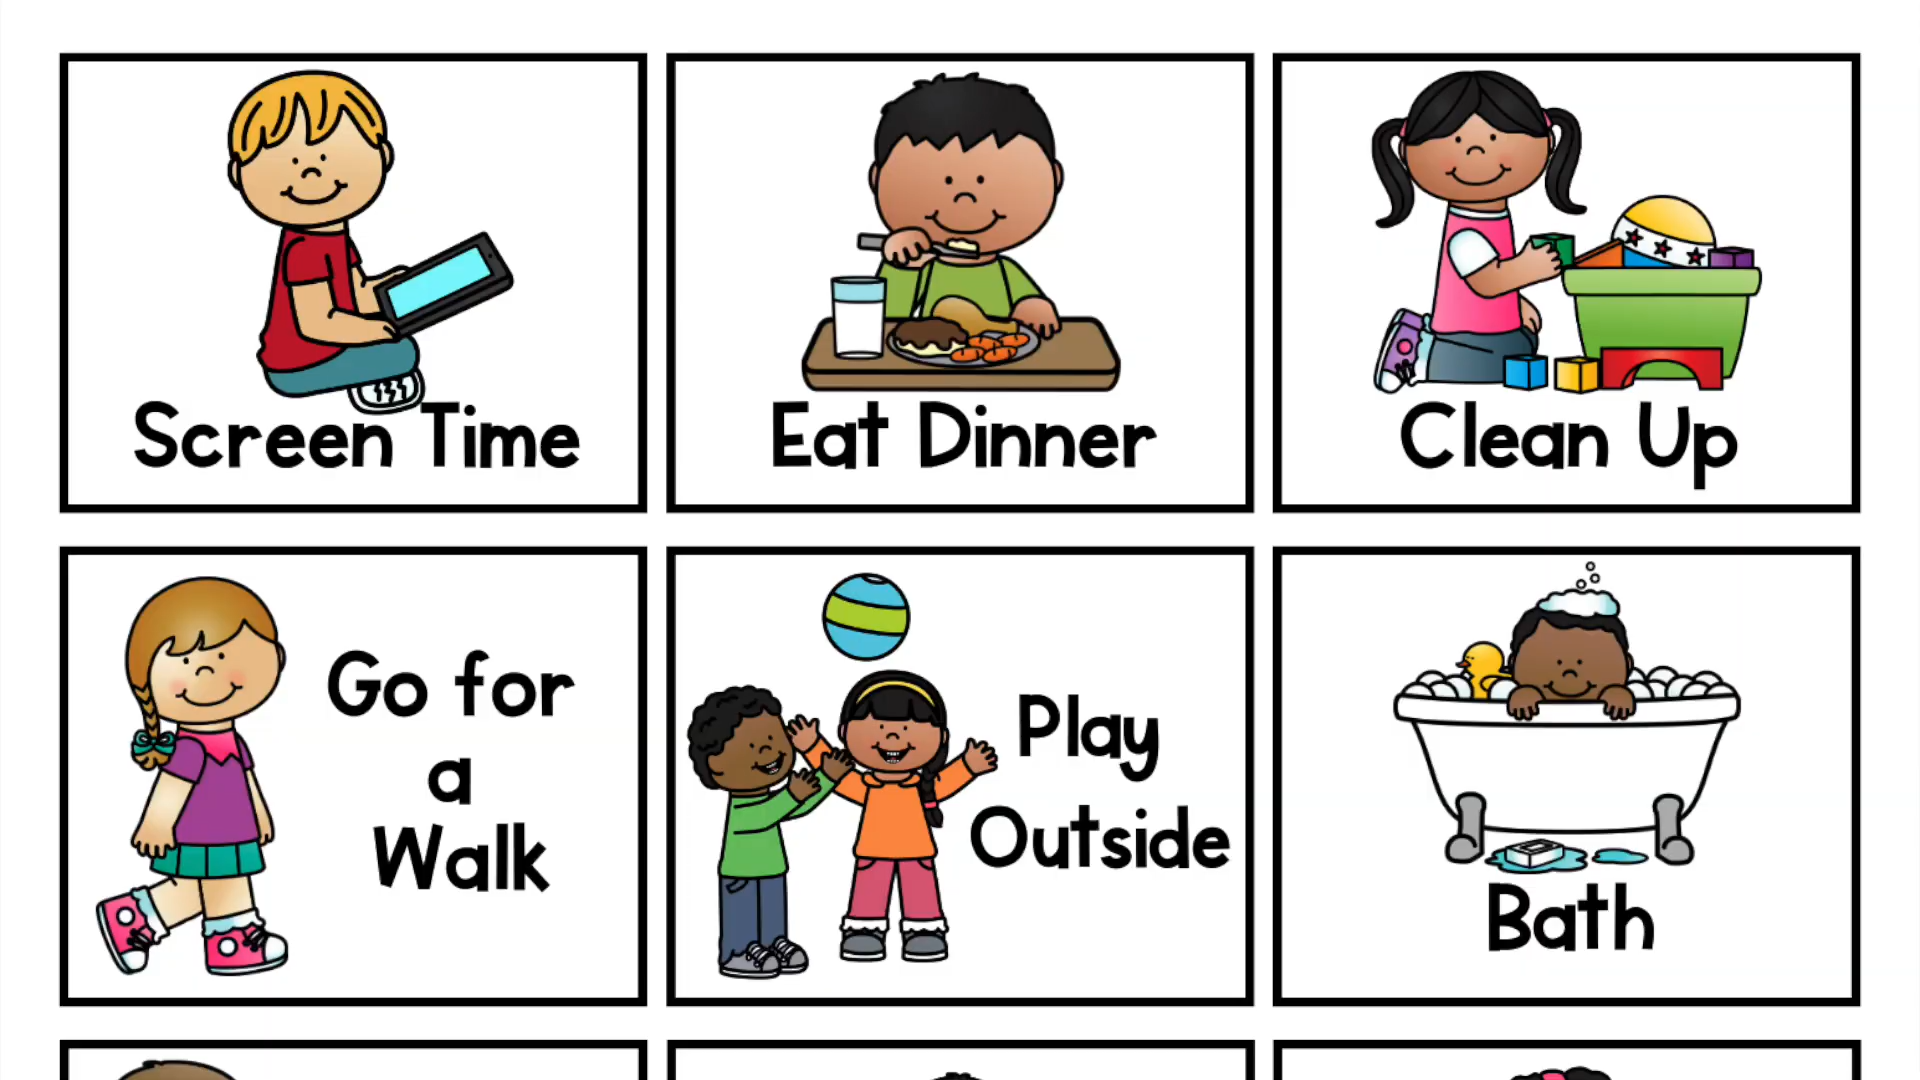 Screen Time
Eat Dinner
Clean Up
Go for
a
Walk
Play
Outside
Bath